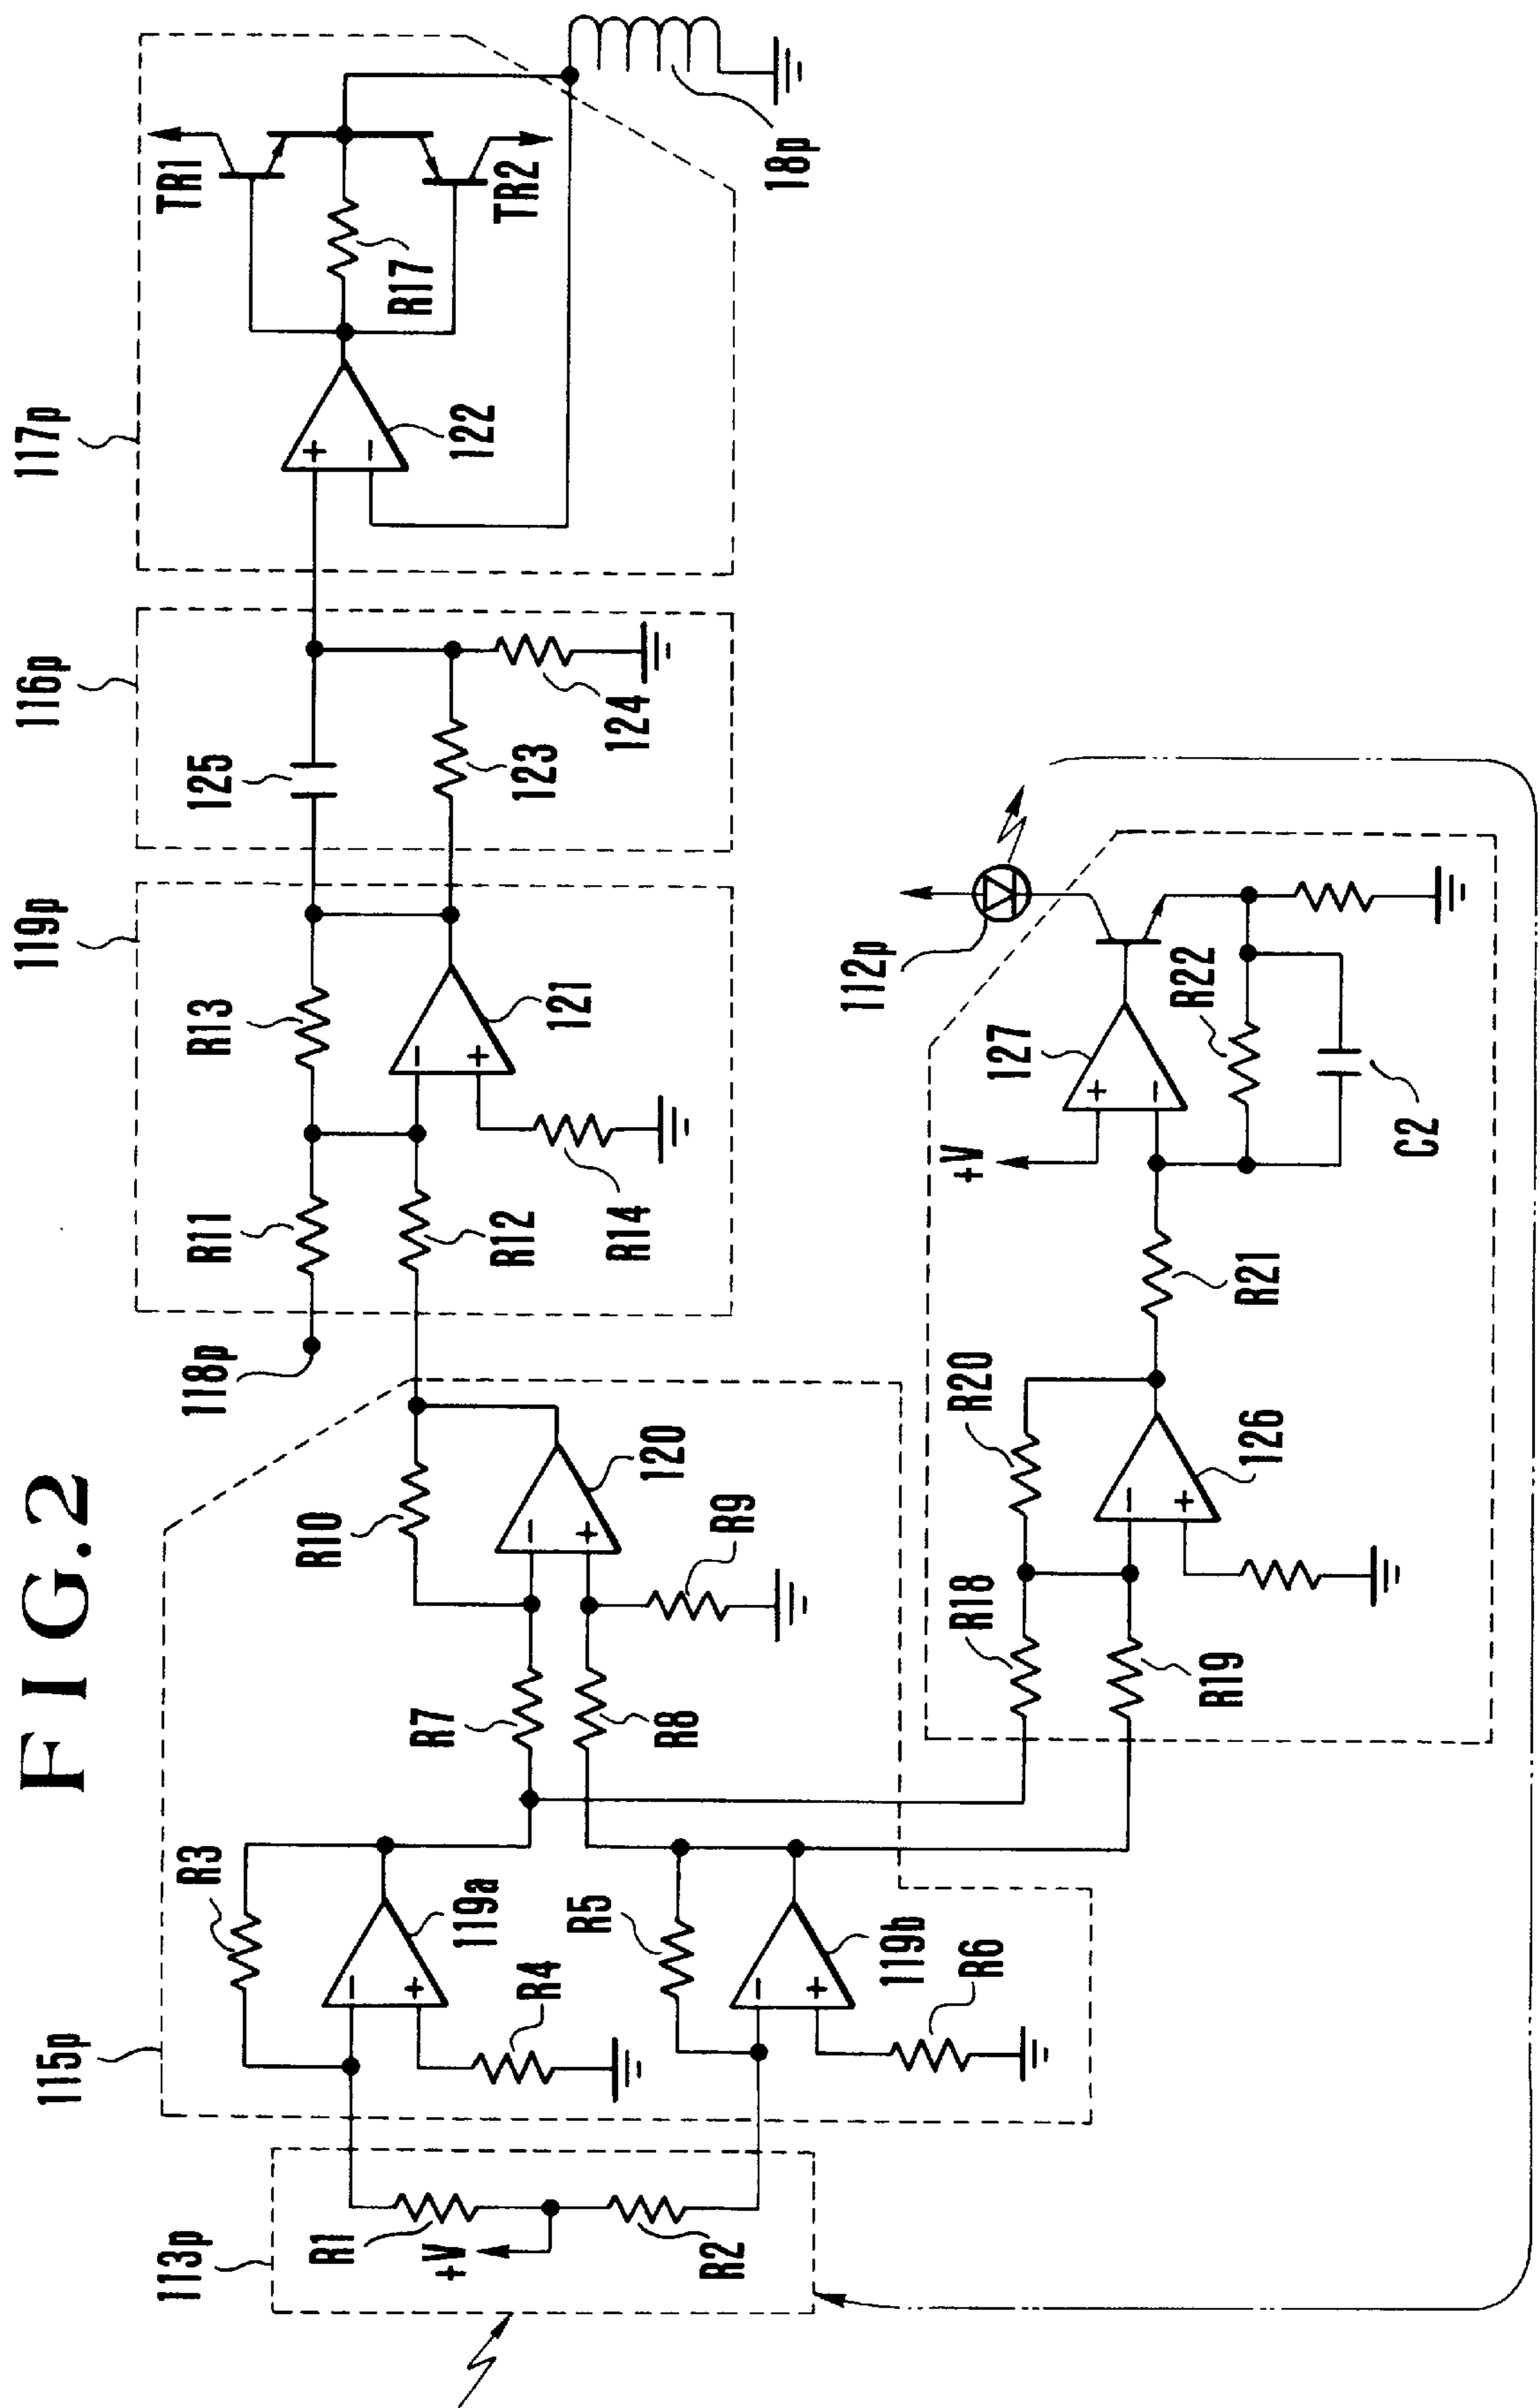 FIG.2
117p
TR1
R17
TR2
122
+
−
18p
116p
125
123
124
119p
R13
121
−
+
R11
R12
R14
118p
115p
R10
120
−
+
R9
R7
R8
R3
119a
−
+
R4
R5
119b
−
+
R6
113p
R1
+V
R2
112p
127
R22
+V
+
−
C2
R21
R20
126
−
+
R18
R19